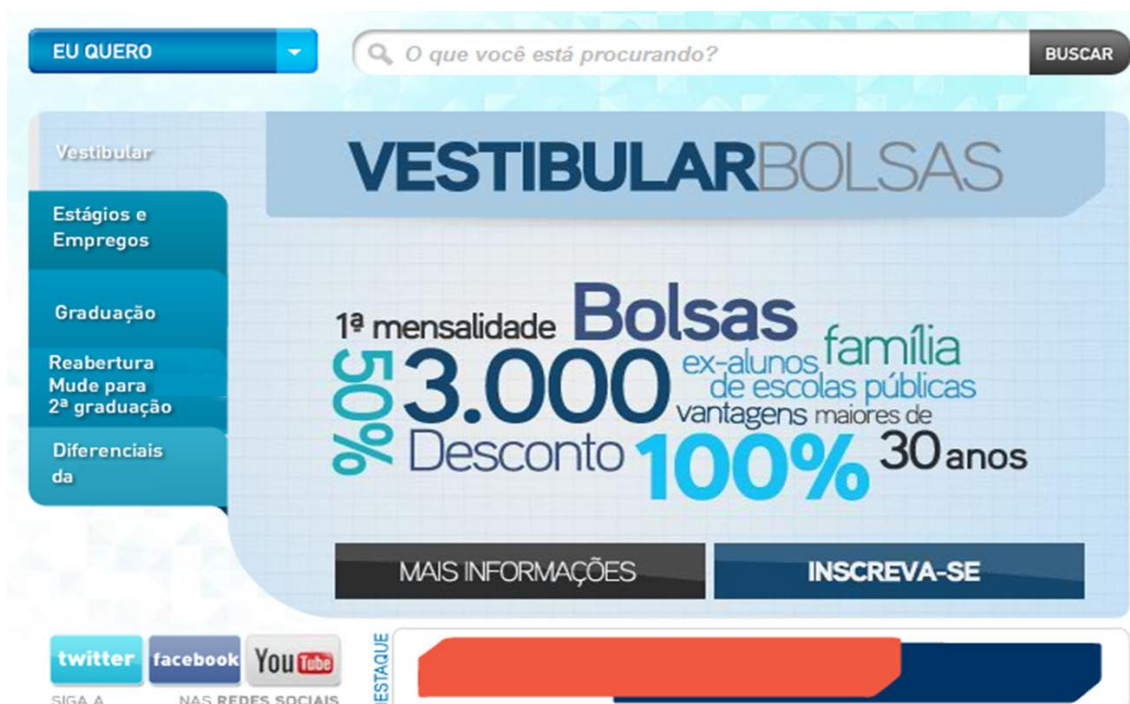 EU QUERO
O que você está procurando?
BUSCAR
Vestibular
Estágios e
Empregos
Graduação
Reabertura
Mude para
2ª graduação
Diferenciais
da
VESTIBULARBOLSAS
1ª mensalidade Bolsas
50% 3.000 ex-alunos família
de escolas públicas
vantagens maiores de
Desconto 100% 30 anos
MAIS INFORMAÇÕES
INSCREVA-SE
twitter facebook YouTube
SIGA A NAS REDES SOCIAIS